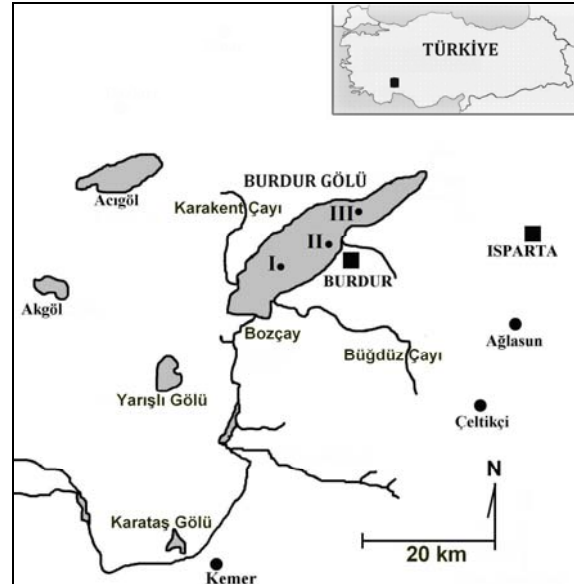 TÜRKİYE
BURDUR GÖLÜ
Acıgöl
Karakent Çayı
III
II
I
ISPARTA
BURDUR
Akgöl
Bozçay
Ağlasun
Büğdüz Çayı
Yarışlı Gölü
Çeltikçi
N
Karataş Gölü
20 km
Kemer